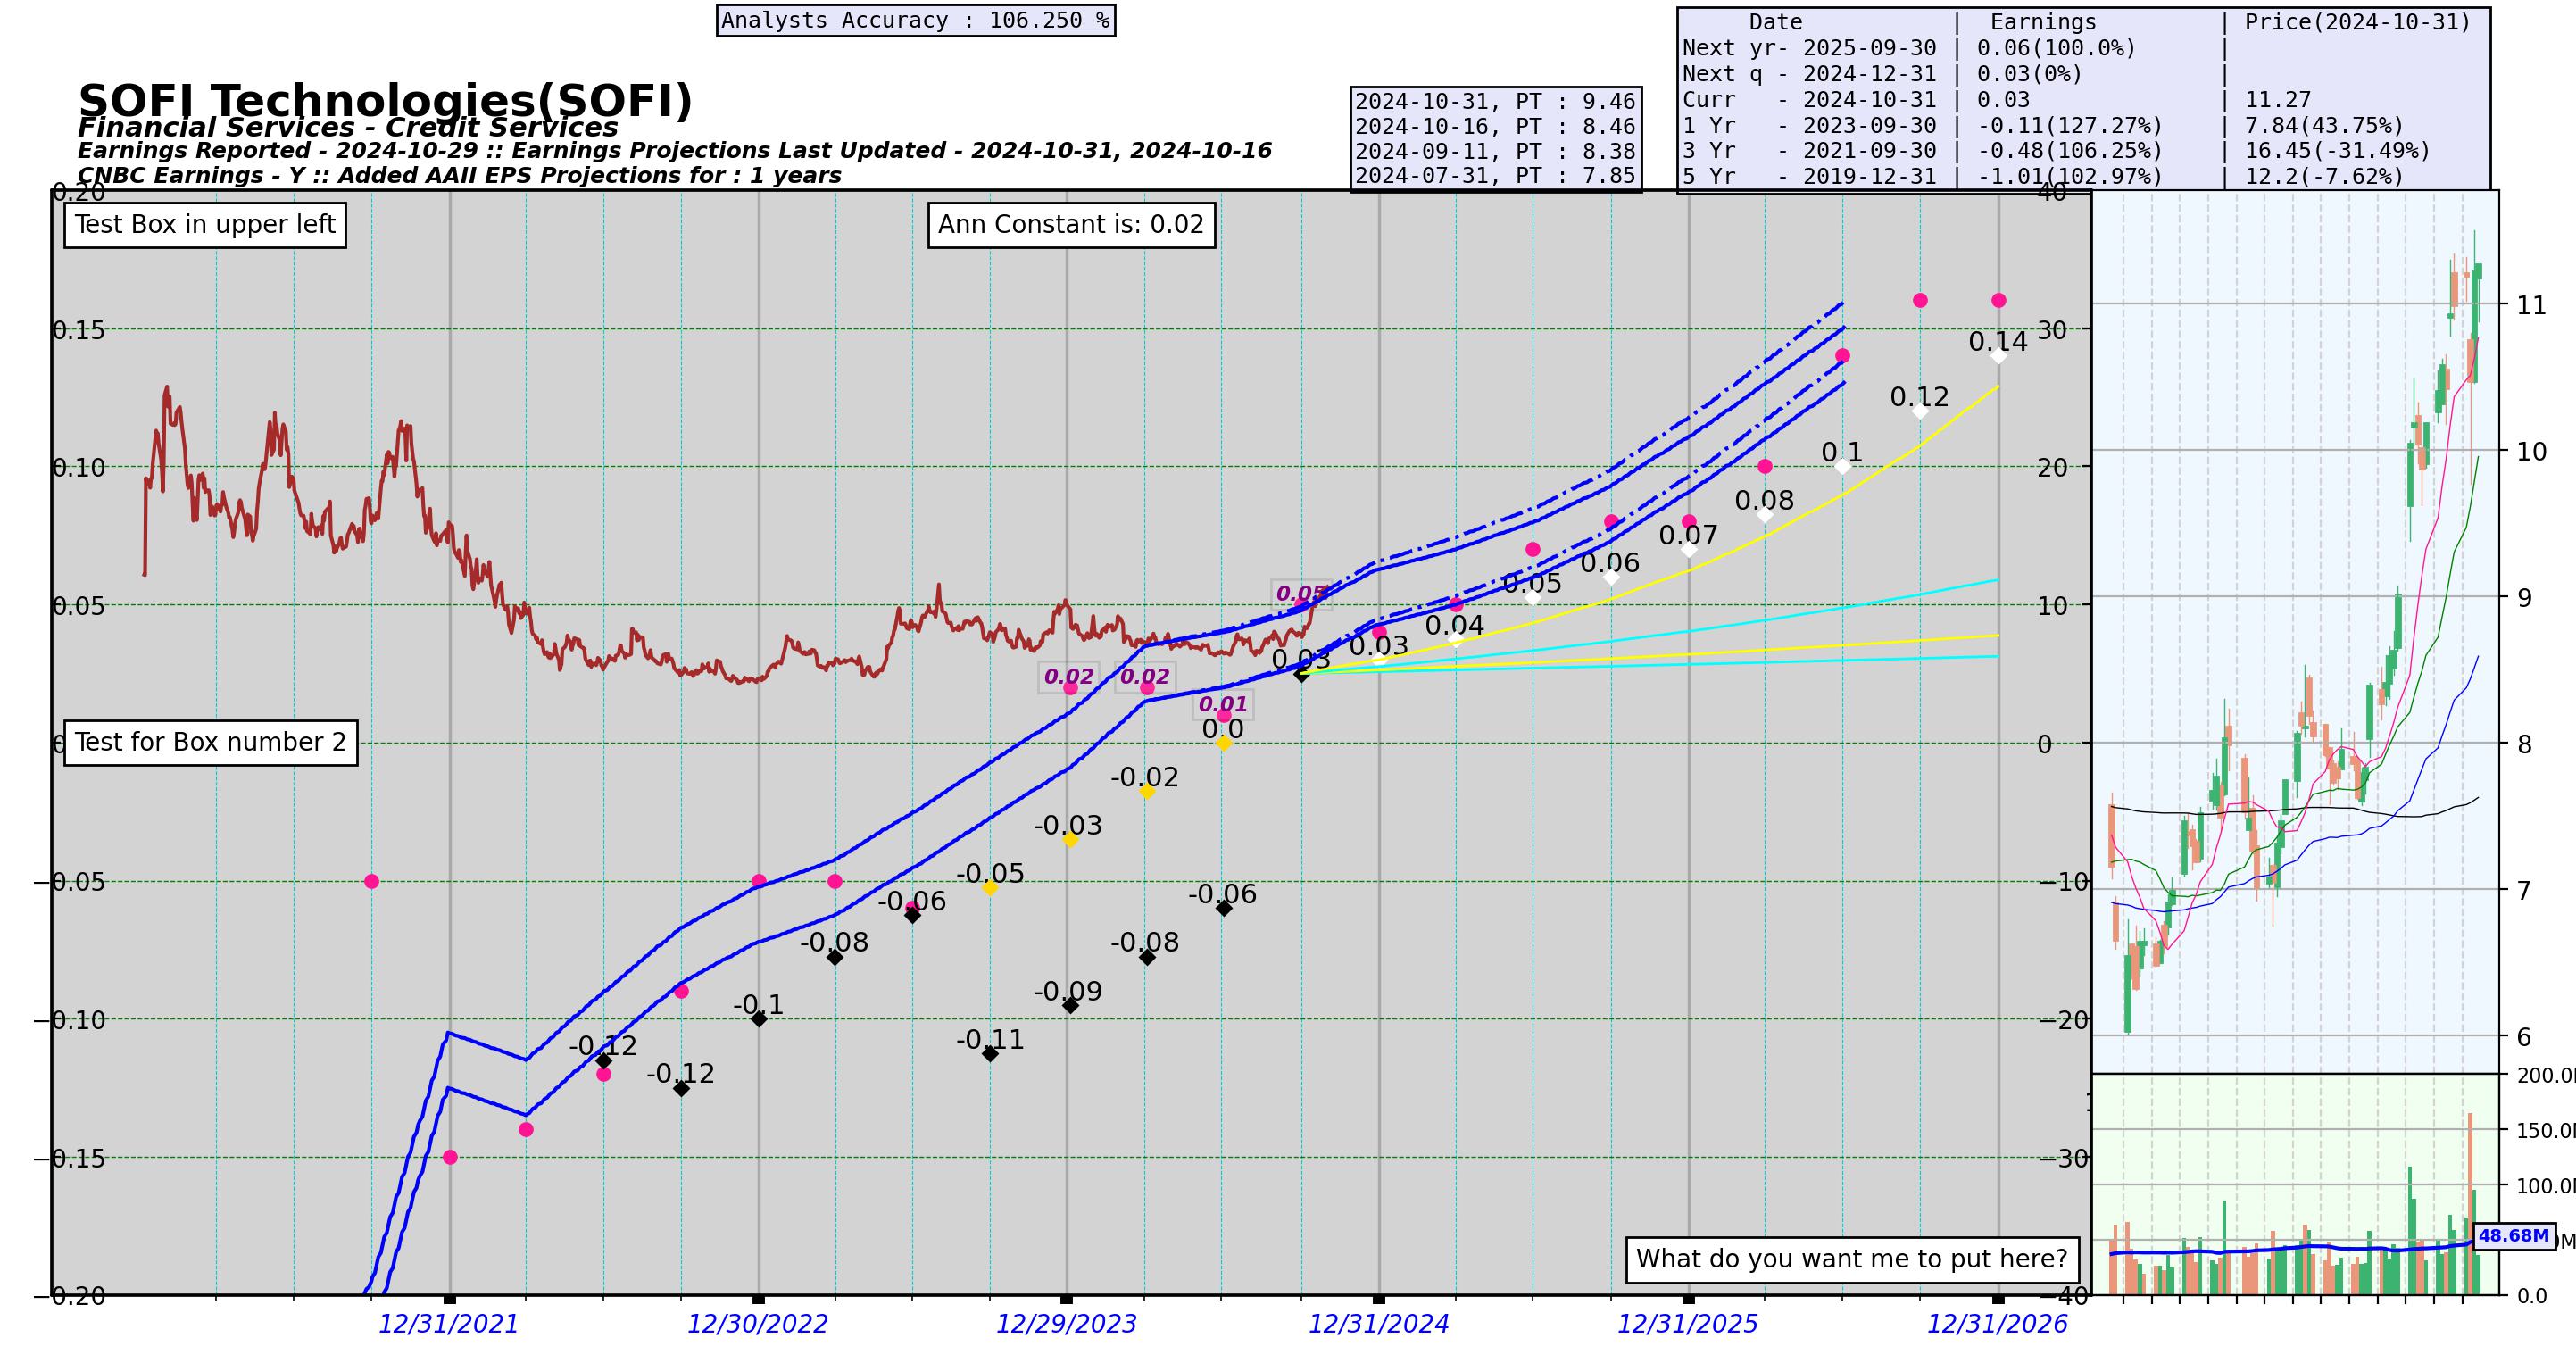 Analysts Accuracy : 106.250 %
Date | Earnings | Price(2024-10-31)
Next yr- 2025-09-30 | 0.06(100.0%) |
Next q - 2024-12-31 | 0.03(0%) |
Curr - 2024-10-31 | 0.03 | 11.27
1 Yr - 2023-09-30 | -0.11(127.27%) | 7.84(43.75%)
3 Yr - 2021-09-30 | -0.48(106.25%) | 16.45(-31.49%)
5 Yr - 2019-12-31 | -1.01(102.97%) | 12.2(-7.62%)
SOFI Technologies(SOFI)
Financial Services - Credit Services
Earnings Reported - 2024-10-29 :: Earnings Projections Last Updated - 2024-10-31, 2024-10-16
CNBC Earnings - Y :: Added AAII EPS Projections for : 1 years
2024-10-31, PT : 9.46
2024-10-16, PT : 8.46
2024-09-11, PT : 8.38
2024-07-31, PT : 7.85
Test Box in upper left
Ann Constant is: 0.02
Test for Box number 2
What do you want me to put here?
0.20
0.15
0.10
0.05
0
−0.05
−0.10
−0.15
−0.20
-0.12
-0.12
-0.1
-0.08
-0.06
-0.05
-0.11
-0.03
-0.09
-0.02
-0.08
0.0
-0.06
0.02
0.02
0.01
0.05
0.03
0.03
0.04
0.05
0.06
0.07
0.08
0.1
0.12
0.14
40
30
20
10
0
−10
−20
−30
−40
11
10
9
8
7
6
200.0
150.0
100.0
48.68M
0.0
12/31/2021
12/30/2022
12/29/2023
12/31/2024
12/31/2025
12/31/2026